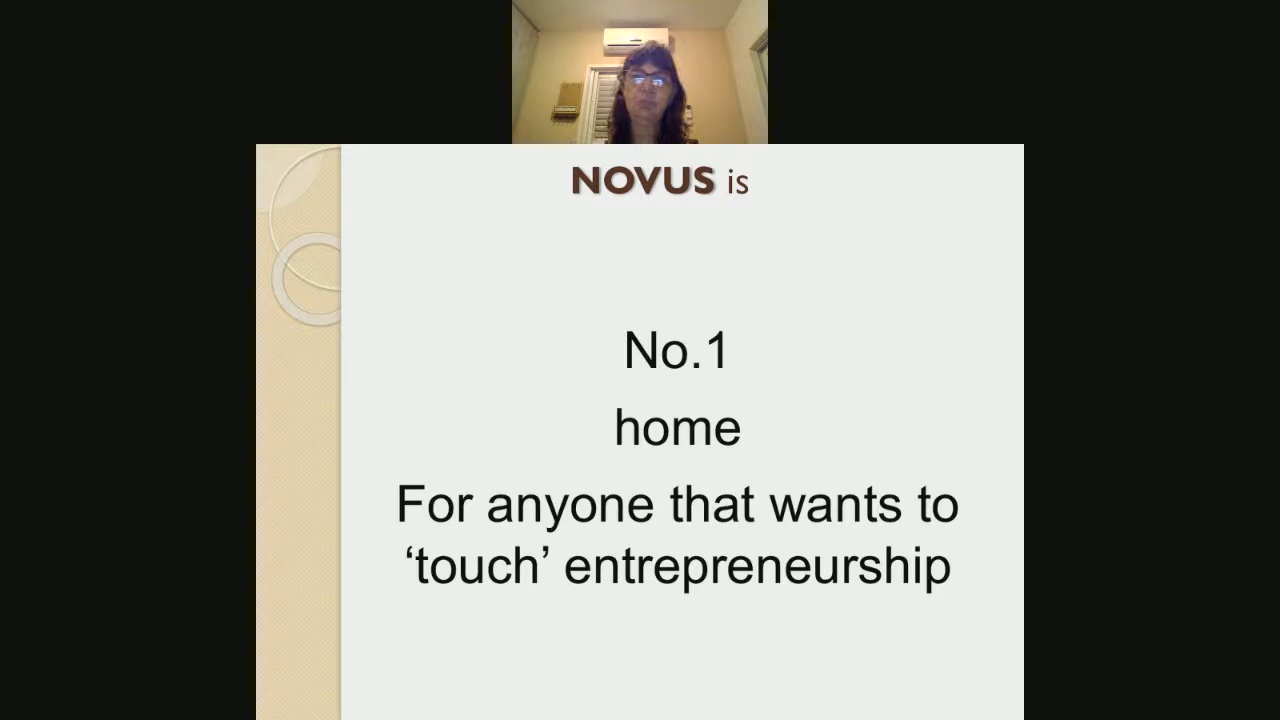 NOVUS is
No.1
home
For anyone that wants to
‘touch’ entrepreneurship